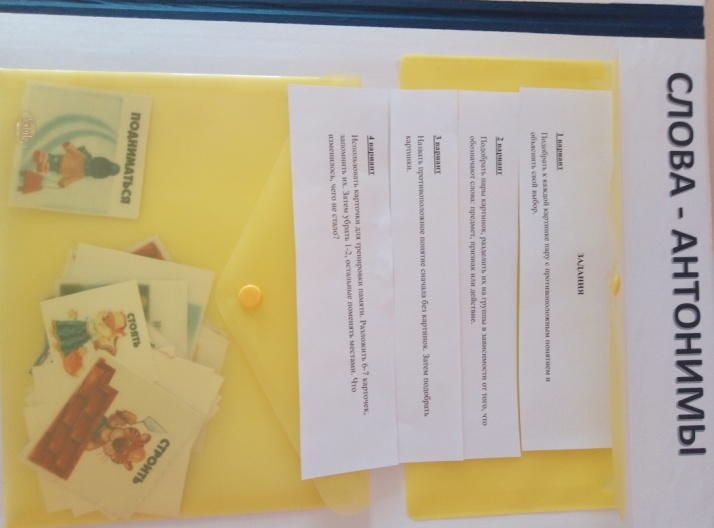 СЛОВА - АНТОНИМЫ
ЗАДАНИЯ
1 вариант
Подобрать к каждой картинке пару с противоположным понятием и
объяснить свой выбор.
2 вариант
Подобрать пары картинок, разделить их на группы в зависимости от того, что
обозначают слова: предмет, признак или действие.
3 вариант
Назвать противоположное понятие сначала без картинок. Затем подобрать
картинки.
4 вариант
Использовать карточки для тренировки памяти. Разложить 6-7 карточек,
запомнить их. Затем убрать 1-2, остальные поменять местами. Что
изменилось, чего не стало?
ПОДНИМАТЬСЯ
СТОЯТЬ
СТРОИТЬ